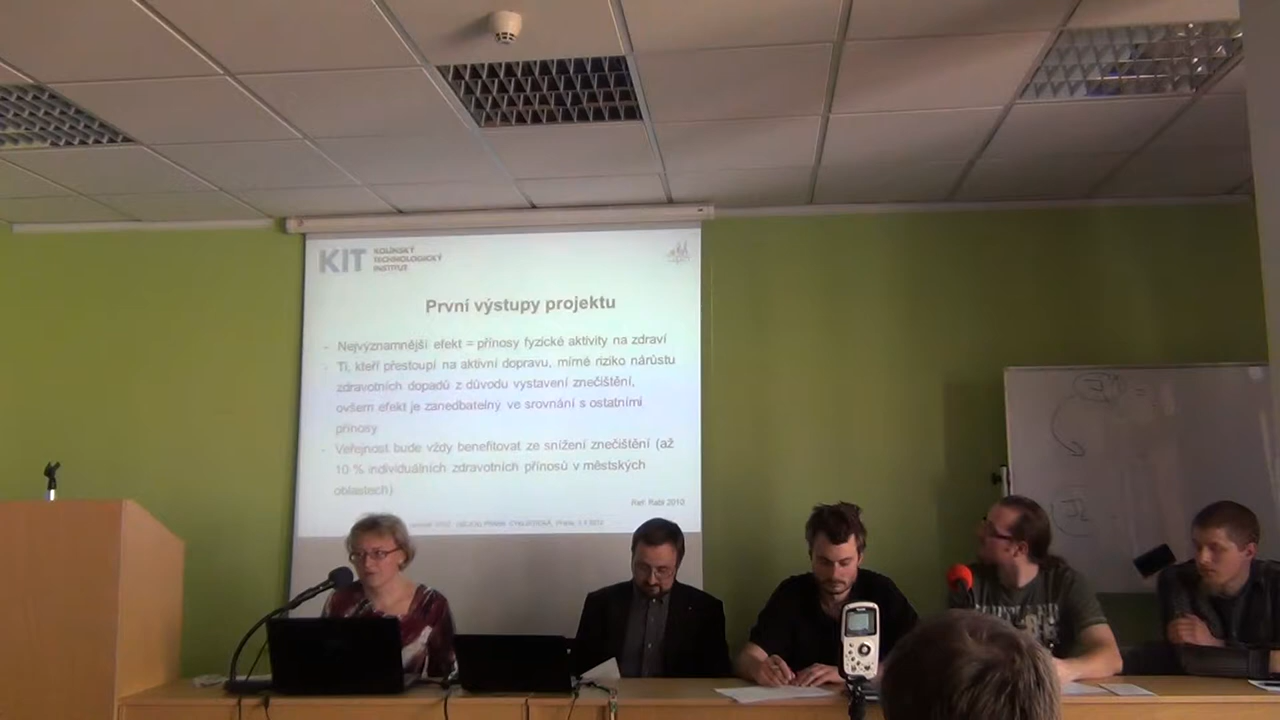 KIT KOLÍNSKÝ
TECHNOLOGICKÝ
INSTITUT
První výstupy projektu
- Nejvýznamnější efekt = přínosy fyzické aktivity na zdraví
- Ti, kteří přestoupí na aktivní dopravu, mírné riziko nárůstu
zdravotních dopadů z důvodu vystavení znečištění,
ovšem efekt je zanedbatelný ve srovnání s ostatními
přínosy
- Veřejnost bude vždy benefitovat ze snížení znečištění (až
10 % individuálních zdravotních přínosů v městských
oblastech)
Ref. Rabl 2010